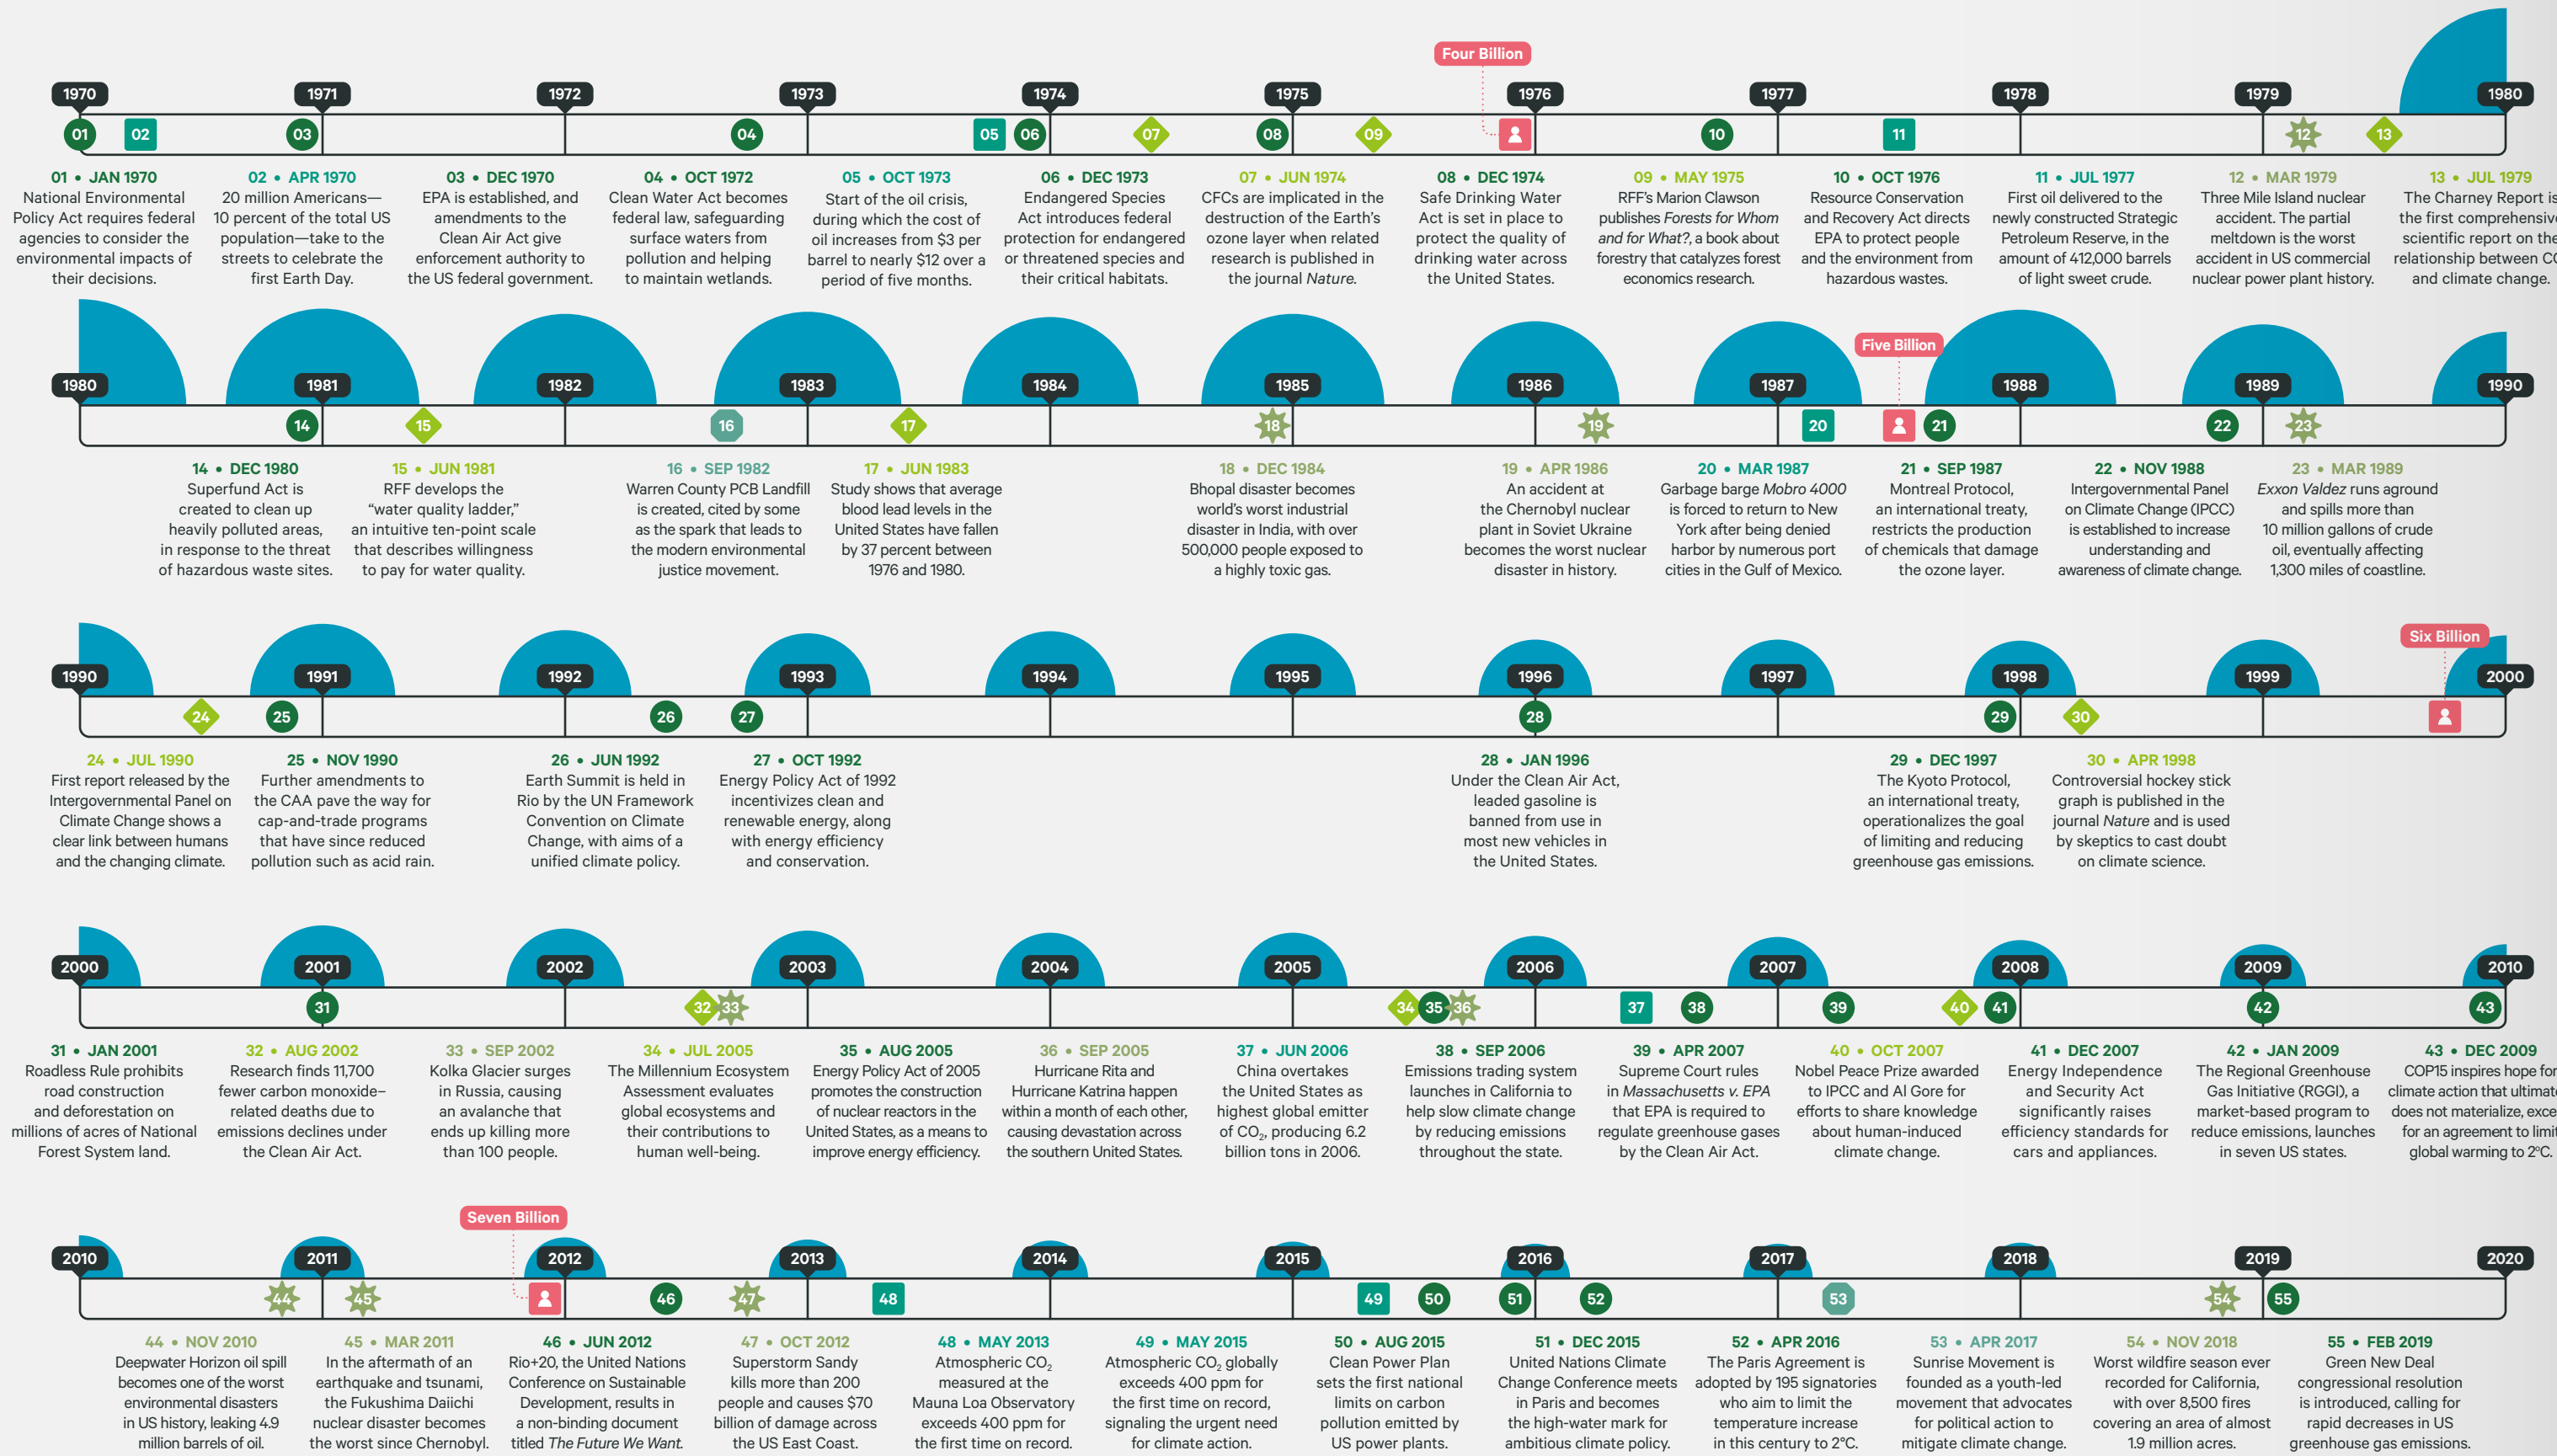 Four Billion
1970
1971
1972
1973
1974
1975
1976
1977
1978
1979
1980
01
02
03
04
05
06
07
08
09
10
11
12
13
01 • JAN 1970
National Environmental
Policy Act requires federal
agencies to consider the
environmental impacts of
their decisions.
02 • APR 1970
20 million Americans—
10 percent of the total US
population—take to the
streets to celebrate the
first Earth Day.
03 • DEC 1970
EPA is established, and
amendments to the
Clean Air Act give
enforcement authority to
the US federal government.
04 • OCT 1972
Clean Water Act becomes
federal law, safeguarding
surface waters from
pollution and helping
to maintain wetlands.
05 • OCT 1973
Start of the oil crisis,
during which the cost of
oil increases from $3 per
barrel to nearly $12 over a
period of five months.
06 • DEC 1973
Endangered Species
Act introduces federal
protection for endangered
or threatened species and
their critical habitats.
07 • JUN 1974
CFCs are implicated in the
destruction of the Earth's
ozone layer when related
research is published in
the journal Nature.
08 • DEC 1974
Safe Drinking Water
Act is set in place to
protect the quality of
drinking water across
the United States.
09 • MAY 1975
RFF's Marion Clawson
publishes Forests for Whom
and for What?, a book about
forestry that catalyzes forest
economics research.
10 • OCT 1976
Resource Conservation
and Recovery Act directs
EPA to protect people
and the environment from
hazardous wastes.
11 • JUL 1977
First oil delivered to the
newly constructed Strategic
Petroleum Reserve, in the
amount of 412,000 barrels
of light sweet crude.
12 • MAR 1979
Three Mile Island nuclear
accident. The partial
meltdown is the worst
accident in US commercial
nuclear power plant history.
13 • JUL 1979
The Charney Report is
the first comprehensive
scientific report on the
relationship between
and climate change.
Five Billion
1980
1981
1982
1983
1984
1985
1986
1987
1988
1989
1990
14
15
16
17
18
19
20
21
22
23
14 • DEC 1980
Superfund Act is
created to clean up
heavily polluted areas,
in response to the threat
of hazardous waste sites.
15 • JUN 1981
RFF develops the
“water quality ladder,”
an intuitive ten-point scale
that describes willingness
to pay for water quality.
16 • SEP 1982
Warren County PCB Landfill
is created, cited by some
as the spark that leads to
the modern environmental
justice movement.
17 • JUN 1983
Study shows that average
blood lead levels in the
United States have fallen
by 37 percent between
1976 and 1980.
18 • DEC 1984
Bhopal disaster becomes
world's worst industrial
disaster in India, with over
500,000 people exposed to
a highly toxic gas.
19 • APR 1986
An accident at
the Chernobyl nuclear
plant in Soviet Ukraine
becomes the worst nuclear
disaster in history.
20 • MAR 1987
Garbage barge Mobro 4000
is forced to return to New
York after being denied
harbor by numerous port
cities in the Gulf of Mexico.
21 • SEP 1987
Montreal Protocol,
an international treaty,
restricts the production
of chemicals that damage
the ozone layer.
22 • NOV 1988
Intergovernmental Panel
on Climate Change (IPCC)
is established to increase
understanding and
awareness of climate change.
23 • MAR 1989
Exxon Valdez runs aground
and spills more than
10 million gallons of crude
oil, eventually affecting
1,300 miles of coastline.
Six Billion
1990
1991
1992
1993
1994
1995
1996
1997
1998
1999
2000
24
25
26
27
28
29
30
24 • JUL 1990
First report released by the
Intergovernmental Panel on
Climate Change shows a
clear link between humans
and the changing climate.
25 • NOV 1990
Further amendments to
the CAA pave the way for
cap-and-trade programs
that have since reduced
pollution such as acid rain.
26 • JUN 1992
Earth Summit is held in
Rio by the UN Framework
Convention on Climate
Change, with aims of a
unified climate policy.
27 • OCT 1992
Energy Policy Act of 1992
incentivizes clean and
renewable energy, along
with energy efficiency
and conservation.
28 • JAN 1996
Under the Clean Air Act,
leaded gasoline is
banned from use in
most new vehicles in
the United States.
29 • DEC 1997
The Kyoto Protocol,
an international treaty,
operationalizes the goal
of limiting and reducing
greenhouse gas emissions.
30 • APR 1998
Controversial hockey stick
graph is published in the
journal Nature and is used
by skeptics to cast doubt
on climate science.
2000
2001
2002
2003
2004
2005
2006
2007
2008
2009
2010
31
32
33
34
35
36
37
38
39
40
41
42
43
31 • JAN 2001
Roadless Rule prohibits
road construction
and deforestation on
millions of acres of National
Forest System land.
32 • AUG 2002
Research finds 11,700
fewer carbon monoxide–
related deaths due to
emissions declines under
the Clean Air Act.
33 • SEP 2002
Kolka Glacier surges
in Russia, causing
an avalanche that
ends up killing more
than 100 people.
34 • JUL 2005
The Millennium Ecosystem
Assessment evaluates
global ecosystems and
their contributions to
human well-being.
35 • AUG 2005
Energy Policy Act of 2005
promotes the construction
of nuclear reactors in the
United States, as a means to
improve energy efficiency.
36 • SEP 2005
Hurricane Rita and
Hurricane Katrina happen
within a month of each other,
causing devastation across
the southern United States.
37 • JUN 2006
China overtakes
the United States as
highest global emitter
of CO₂, producing 6.2
billion tons in 2006.
38 • SEP 2006
Emissions trading system
launches in California to
help slow climate change
by reducing emissions
throughout the state.
39 • APR 2007
Supreme Court rules
in Massachusetts v. EPA
that EPA is required to
regulate greenhouse gases
by the Clean Air Act.
40 • OCT 2007
Nobel Peace Prize awarded
to IPCC and Al Gore for
efforts to share knowledge
about human-induced
climate change.
41 • DEC 2007
Energy Independence
and Security Act
significantly raises
efficiency standards for
cars and appliances.
42 • JAN 2009
The Regional Greenhouse
Gas Initiative (RGGI), a
market-based program to
reduce emissions, launches
in seven US states.
43 • DEC 2009
COP15 inspires hope for
climate action that
does not materialize,
for an agreement to limit
global warming to 2°C.
Seven Billion
2010
2011
2012
2013
2014
2015
2016
2017
2018
2019
2020
44
45
46
47
48
49
50
51
52
53
54
55
44 • NOV 2010
Deepwater Horizon oil spill
becomes one of the worst
environmental disasters
in US history, leaking 4.9
million barrels of oil.
45 • MAR 2011
In the aftermath of an
earthquake and tsunami,
the Fukushima Daiichi
nuclear disaster becomes
the worst since Chernobyl.
46 • JUN 2012
Rio+20, the United Nations
Conference on Sustainable
Development, results in
a non-binding document
titled The Future We Want.
47 • OCT 2012
Superstorm Sandy
kills more than 200
people and causes $70
billion of damage across
the US East Coast.
48 • MAY 2013
Atmospheric CO₂
measured at the
Mauna Loa Observatory
exceeds 400 ppm for
the first time on record.
49 • MAY 2015
Atmospheric CO₂ globally
exceeds 400 ppm for
the first time on record,
signaling the urgent need
for climate action.
50 • AUG 2015
Clean Power Plan
sets the first national
limits on carbon
pollution emitted by
US power plants.
51 • DEC 2015
United Nations Climate
Change Conference meets
in Paris and becomes
the high-water mark for
ambitious climate policy.
52 • APR 2016
The Paris Agreement is
adopted by 195 signatories
who aim to limit the
temperature increase
in this century to 2°C.
53 • APR 2017
Sunrise Movement is
founded as a youth-led
movement that advocates
for political action to
mitigate climate change.
54 • NOV 2018
Worst wildfire season ever
recorded for California,
with over 8,500 fires
covering an area of almost
1.9 million acres.
55 • FEB 2019
Green New Deal
congressional resolution
is introduced, calling for
rapid decreases in US
greenhouse gas emissions.